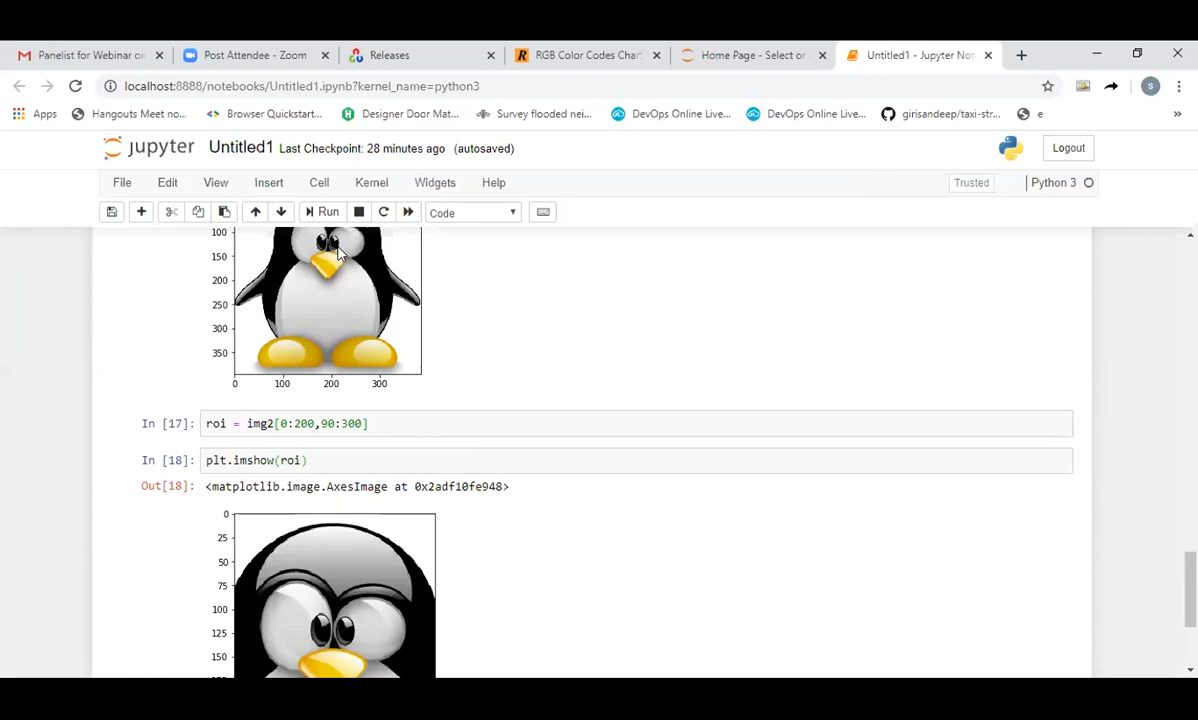 Panelist for Webinar on
Post Attendee - Zoom
Releases
RGB Color Codes Char
Home Page - Select or
Untitled1 - Jupyter Not
localhost:8888/notebooks/Untitled1.ipynb?kernel_name=python3
S
Apps
Hangouts Meet no...
Browser Quickstart...
Designer Door Mat...
Survey flooded nei...
DevOps Online Live...
DevOps Online Live...
girisandeep/taxi-str...
e
»
jupyter Untitled1 Last Checkpoint: 28 minutes ago (autosaved)
Logout
File Edit View Insert Cell Kernel Widgets Help
Trusted
Python 3
Run
Code
100
150
200
250
300
350
0 100 200 300
In [17]: roi = img2[0:200,90:300]
In [18]: plt.imshow(roi)
Out[18]: <matplotlib.image.AxesImage at 0x2adf10fe948>
0
25
50
75
100
125
150